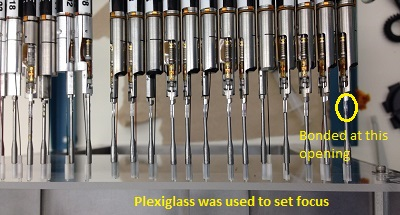 Bonded at this
opening
Plexiglass was used to set focus